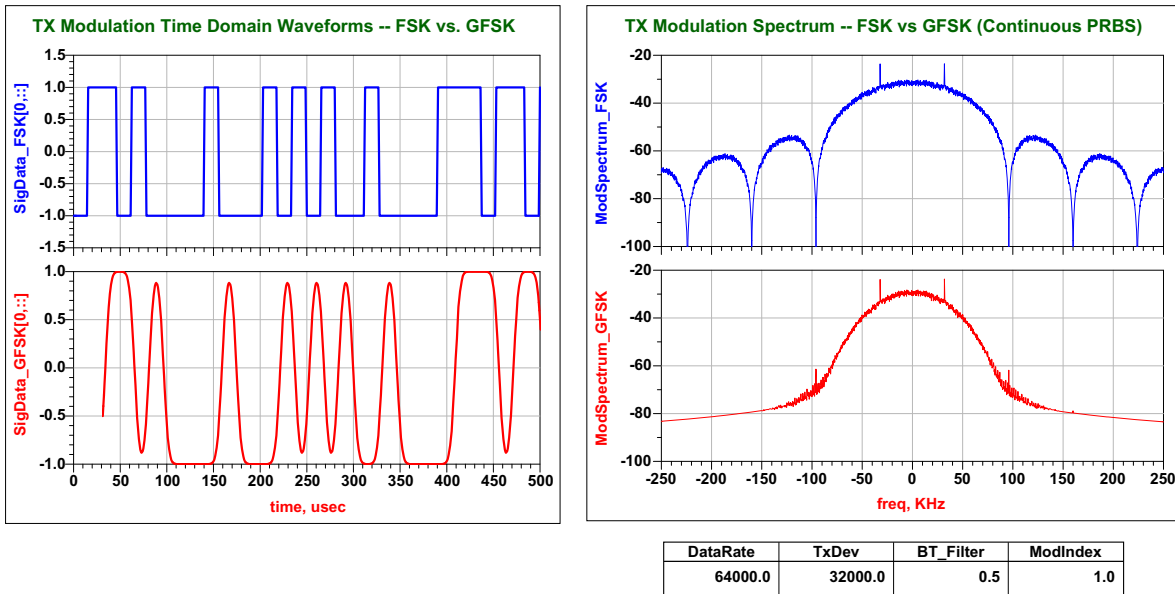 TX Modulation Time Domain Waveforms -- FSK vs. GFSK
SigData_FSK[0,::]
1.5
1.0
0.5
0.0
-0.5
-1.0
-1.5
SigData_GFSK[0,::]
1.0
0.5
0.0
-0.5
-1.0
0 50 100 150 200 250 300 350 400 450 500
time, usec
TX Modulation Spectrum -- FSK vs GFSK (Continuous PRBS)
ModSpectrum_FSK
-20
-40
-60
-80
-100
ModSpectrum_GFSK
-20
-40
-60
-80
-100
-250 -200 -150 -100 -50 0 50 100 150 200 250
freq, KHz
DataRate TxDev BT_Filter ModIndex
64000.0 32000.0 0.5 1.0